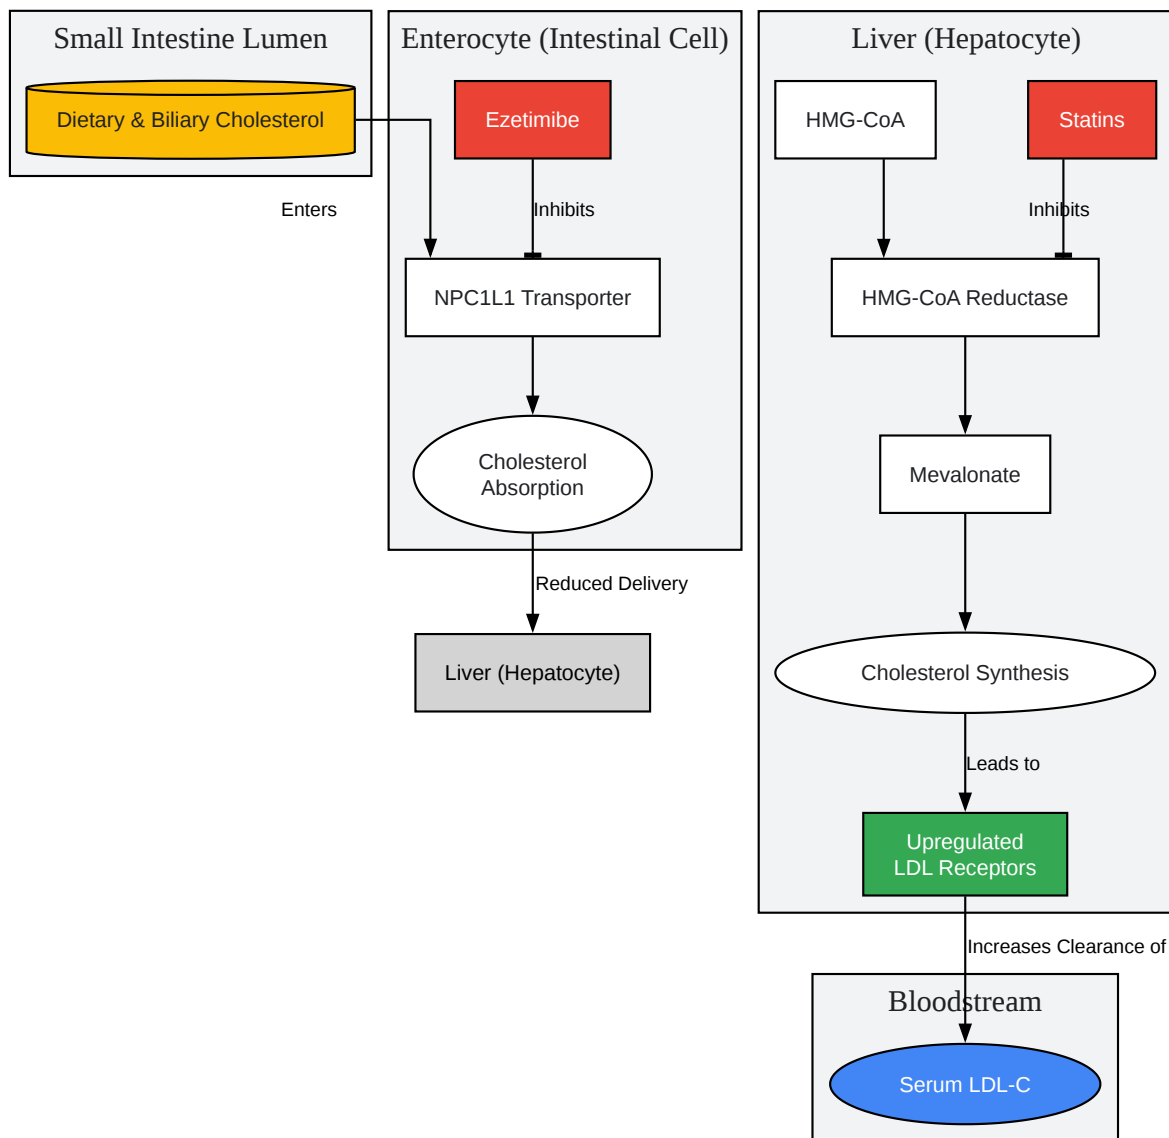 Small Intestine Lumen
Dietary & Biliary Cholesterol
Enters
Enterocyte (Intestinal Cell)
Ezetimibe
Inhibits
NPC1L1 Transporter
Cholesterol
Absorption
Reduced Delivery
Liver (Hepatocyte)
Liver (Hepatocyte)
HMG-CoA
Statins
Inhibits
HMG-CoA Reductase
Mevalonate
Cholesterol Synthesis
Leads to
Upregulated
LDL Receptors
Increases Clearance of
Bloodstream
Serum LDL-C